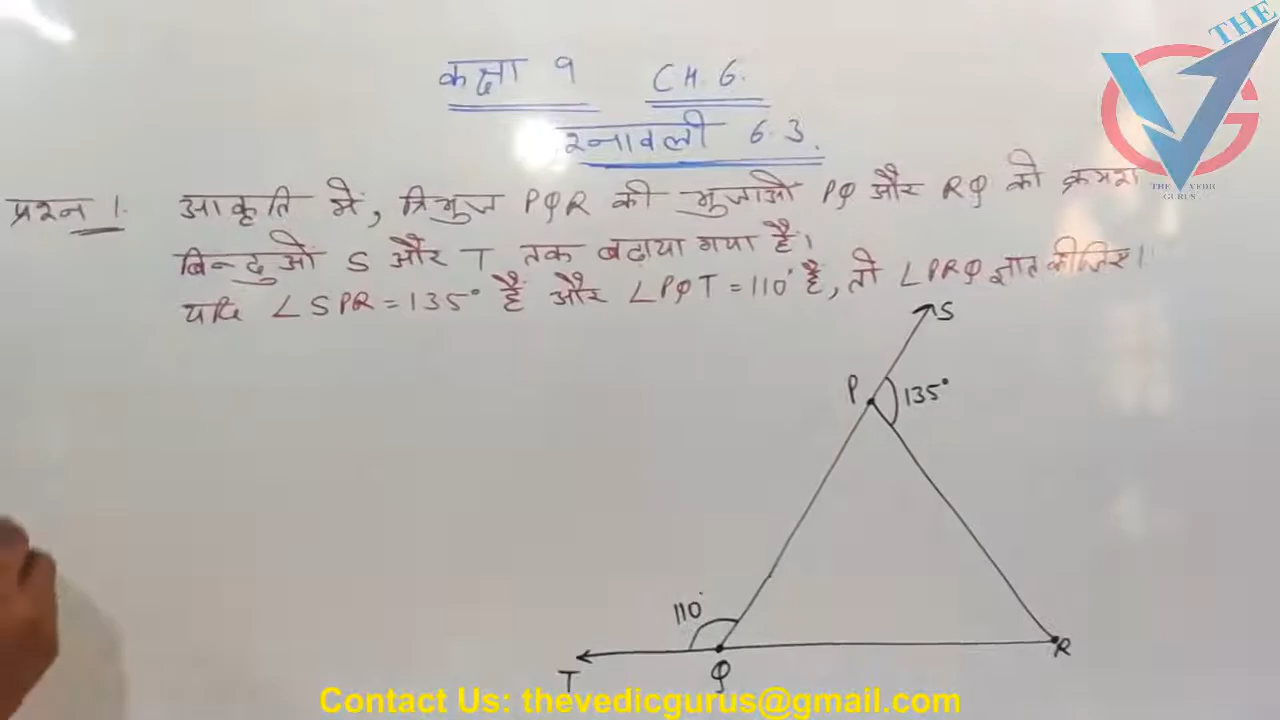 कक्षा 9 CH. 6.
श्नावली 6.3.
प्रश्न 1. आकृति में, त्रिभुज PQR की भुजाओं PQ और RQ को क्रमश
बिन्दुओं S और T तक बढ़ाया गया है।
यदि ∠SPR = 135° है और ∠PQT = 110° है, तो ∠PRQ ज्ञात कीजिए।
S
P
135°
110°
T
Q
R
THE
V
G
THE VEDIC
GURUS
Contact Us: thevedicgurus@gmail.com